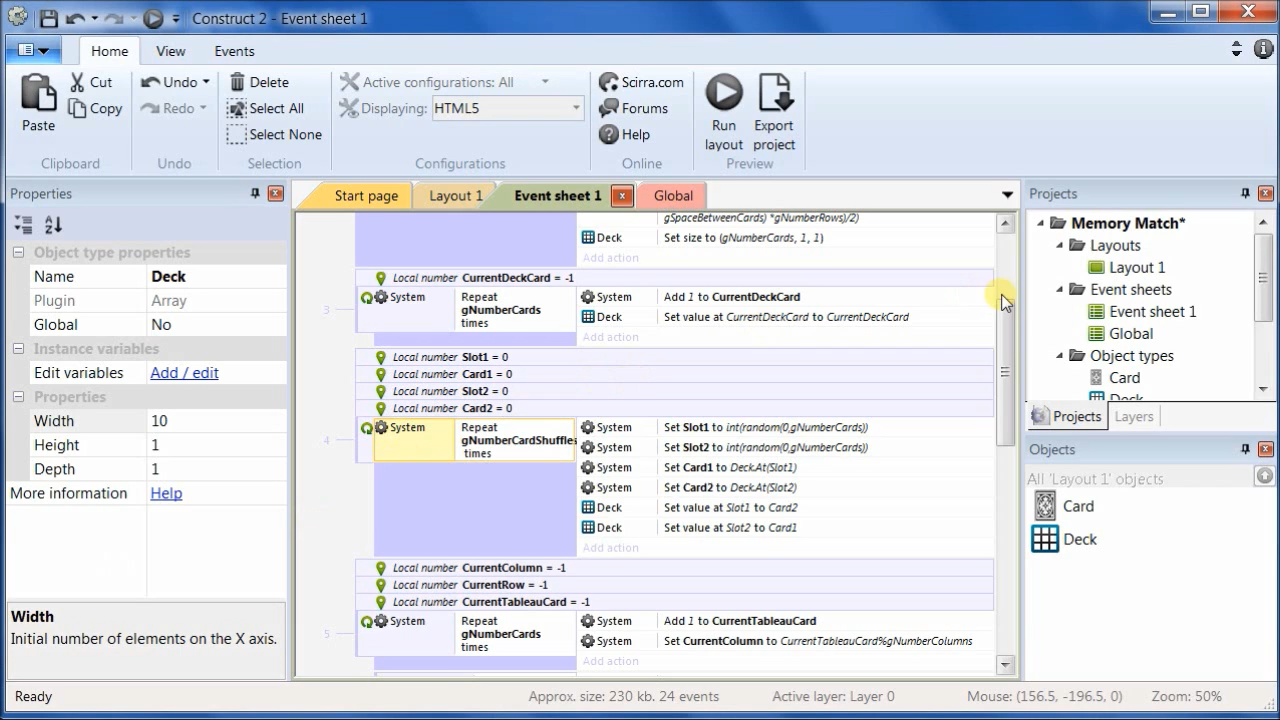 Construct 2 - Event sheet 1
Home View Events
Paste
Cut
Copy
Clipboard
Undo
Redo
Undo
Delete
Select All
Select None
Selection
Active configurations: All
Displaying: HTML5
Configurations
Scirra.com
Forums
Help
Online
Run layout
Export project
Preview
Properties
Object type properties
Name Deck
Plugin Array
Global No
Instance variables
Edit variables Add / edit
Properties
Width 10
Height 1
Depth 1
More information Help
Width
Initial number of elements on the X axis.
Start page Layout 1 Event sheet 1 Global
gSpaceBetweenCards) *gNumberRows)/2)
Deck Set size to (gNumberCards, 1, 1)
Add action
Local number CurrentDeckCard = -1
3 System Repeat gNumberCards times
System Add 1 to CurrentDeckCard
Deck Set value at CurrentDeckCard to CurrentDeckCard
Add action
Local number Slot1 = 0
Local number Card1 = 0
Local number Slot2 = 0
Local number Card2 = 0
4 System Repeat gNumberCardShuffles times
System Set Slot1 to int(random(0,gNumberCards))
System Set Slot2 to int(random(0,gNumberCards))
System Set Card1 to Deck.At(Slot1)
System Set Card2 to Deck.At(Slot2)
Deck Set value at Slot1 to Card2
Deck Set value at Slot2 to Card1
Add action
Local number CurrentColumn = -1
Local number CurrentRow = -1
Local number CurrentTableauCard = -1
5 System Repeat gNumberCards times
System Add 1 to CurrentTableauCard
System Set CurrentColumn to CurrentTableauCard%gNumberColumns
Add action
Projects
Memory Match*
Layouts
Layout 1
Event sheets
Event sheet 1
Global
Object types
Card
Deck
Projects Layers
Objects
All 'Layout 1' objects
Card
Deck
Ready Approx. size: 230 kb. 24 events Active layer: Layer 0 Mouse: (156.5, -196.5, 0) Zoom: 50%